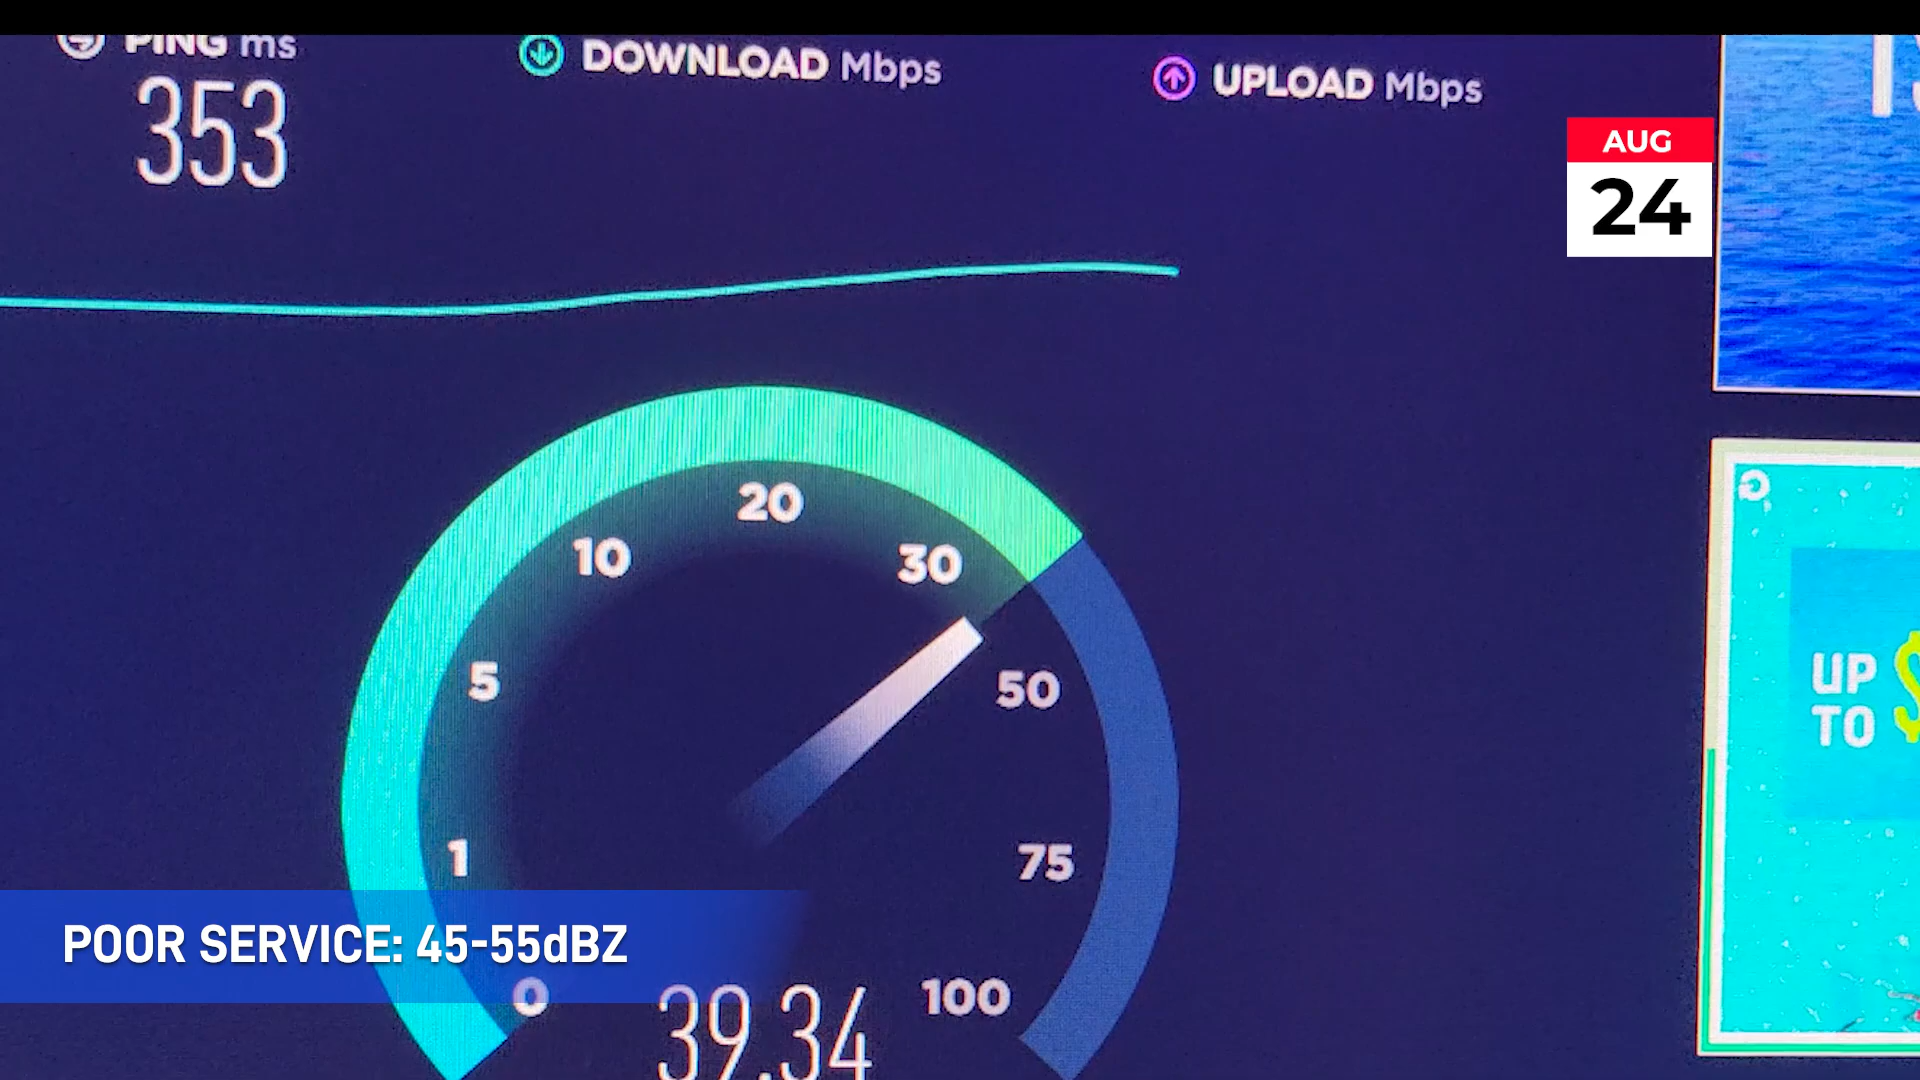 PING ms
353
DOWNLOAD Mbps
UPLOAD Mbps
AUG
24
0
1
5
10
20
30
50
75
100
39.34
UP
TO
POOR SERVICE: 45-55dBZ